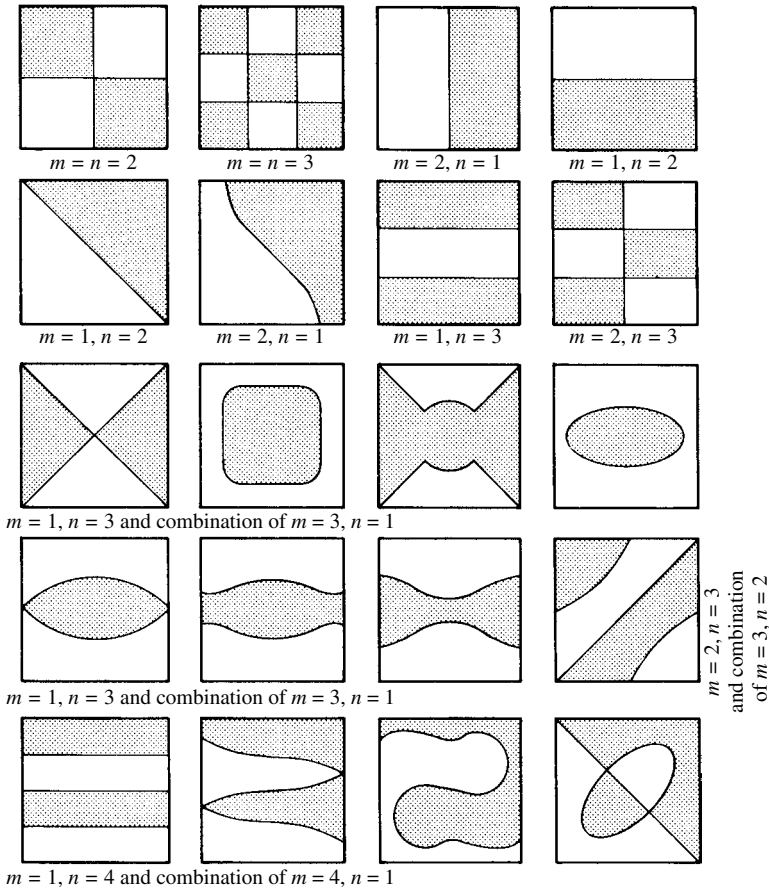 m = n = 2 m = n = 3 m = 2, n = 1 m = 1, n = 2
m = 1, n = 2 m = 2, n = 1 m = 1, n = 3 m = 2, n = 3
m = 1, n = 3 and combination of m = 3, n = 1
m = 1, n = 3 and combination of m = 3, n = 1
m = 2, n = 3
and combination
of m = 3, n = 2
m = 1, n = 4 and combination of m = 4, n = 1